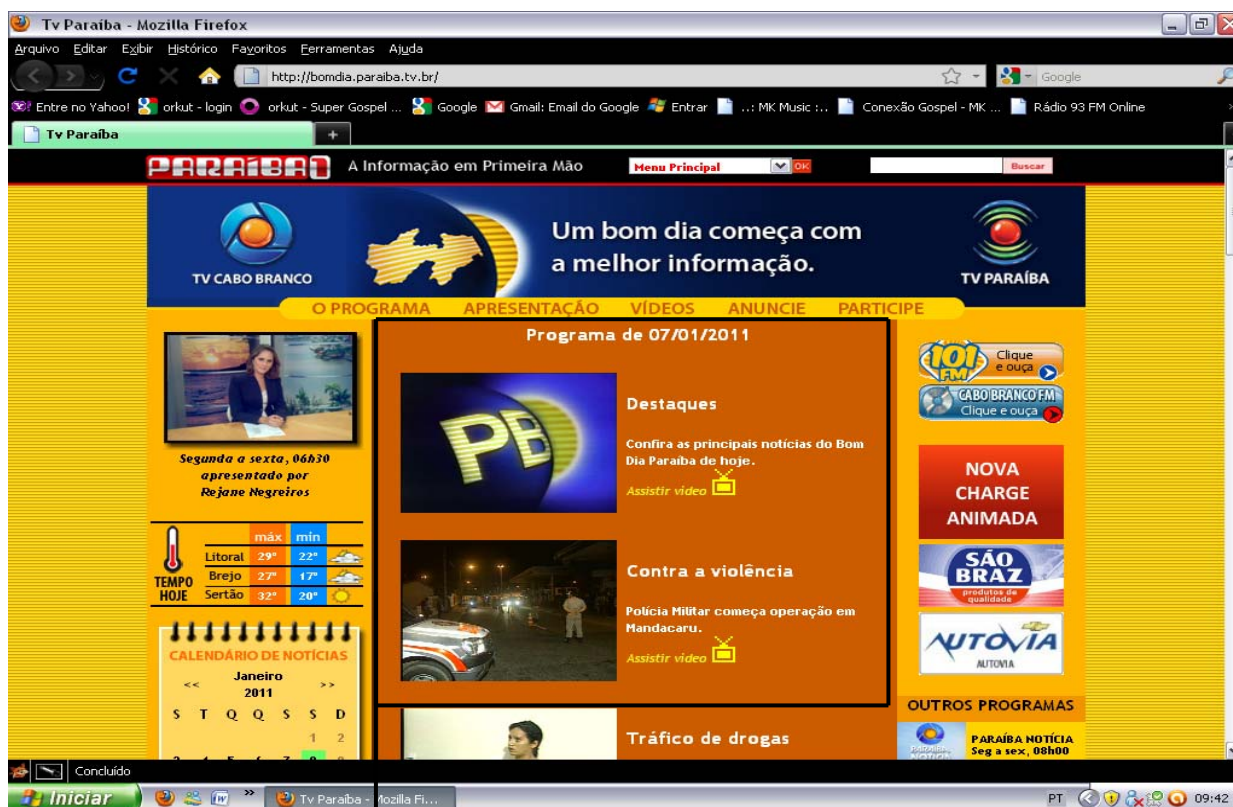 Tv Paraíba - Mozilla Firefox
Arquivo Editar Exibir Histórico Favoritos Ferramentas Ajuda
http://bomdia.paraiba.tv.br/
Google
Entre no Yahoo! orkut - login orkut - Super Gospel ... Google Gmail: Email do Google Entrar ..: MK Music :.. Conexão Gospel - MK ... Rádio 93 FM Online
Tv Paraíba
PARAÍBA1 A Informação em Primeira Mão Menu Principal OK Buscar
Um bom dia começa com
a melhor informação.
TV CABO BRANCO
TV PARAÍBA
O PROGRAMA APRESENTAÇÃO VÍDEOS ANUNCIE PARTICIPE
Segunda a sexta, 06h30
apresentado por
Rejane Negreiros
TEMPO
HOJE
máx mín
Litoral 29° 22°
Brejo 27° 17°
Sertão 32° 20°
CALENDÁRIO DE NOTÍCIAS
<< Janeiro >>
2011
S T Q Q S S D
1 2
Programa de 07/01/2011
PB
Destaques
Confira as principais notícias do Bom
Dia Paraíba de hoje.
Assistir vídeo
Contra a violência
Polícia Militar começa operação em
Mandacaru.
Assistir vídeo
Tráfico de drogas
101
FM
Clique
e ouça
CABO BRANCO FM
Clique e ouça
NOVA
CHARGE
ANIMADA
SÃO
BRAZ
produtos de
qualidade
AUTOVIA
AUTOVIA
OUTROS PROGRAMAS
PARAÍBA NOTÍCIA
Seg a sex, 08h00
Concluído
Iniciar
Tv Paraíba - Mozilla Fi...
PT 09:42